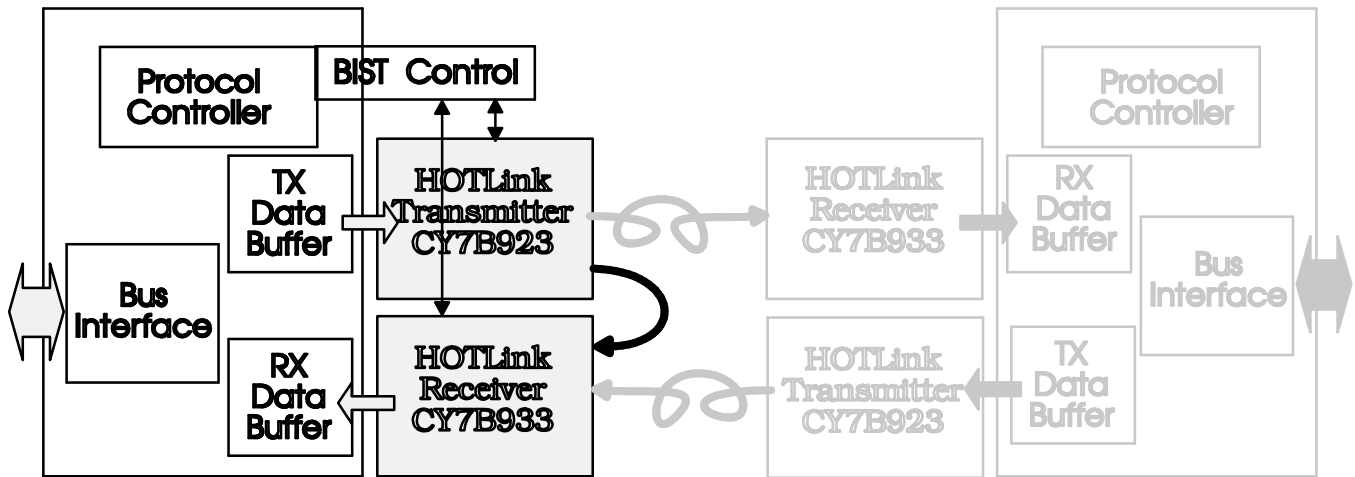 Protocol
Controller
BIST Control
TX
Data
Buffer
HOTLink
Transmitter
CY7B923
Bus
Interface
RX
Data
Buffer
HOTLink
Receiver
CY7B933
HOTLink
Receiver
CY7B933
RX
Data
Buffer
Protocol
Controller
Bus
Interface
HOTLink
Transmitter
CY7B923
TX
Data
Buffer